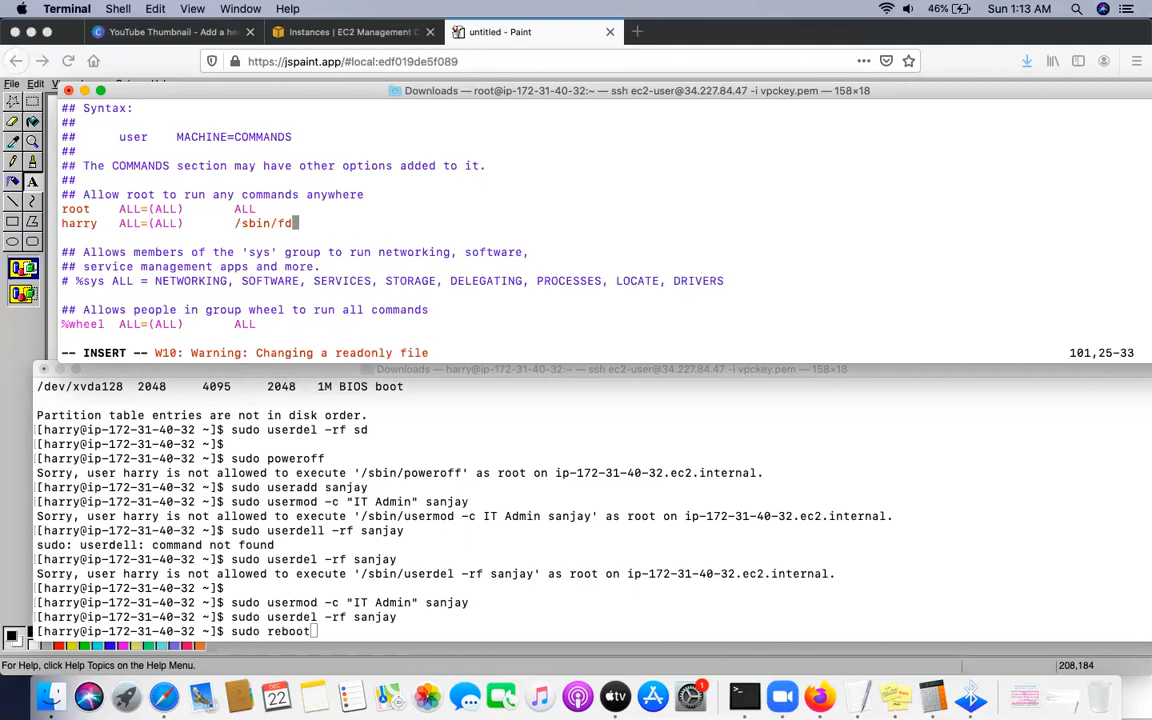 Terminal Shell Edit View Window Help 46% Sun 1:13 AM
YouTube Thumbnail - Add a he Instances | EC2 Management C untitled - Paint
https://jspaint.app/#local:edf019de5f089
File Edit
Downloads — root@ip-172-31-40-32:~ — ssh ec2-user@34.227.84.47 -i vpckey.pem — 158×18
## Syntax:
##
## user MACHINE=COMMANDS
##
## The COMMANDS section may have other options added to it.
##
## Allow root to run any commands anywhere
root ALL=(ALL) ALL
harry ALL=(ALL) /sbin/fd
## Allows members of the 'sys' group to run networking, software,
## service management apps and more.
# %sys ALL = NETWORKING, SOFTWARE, SERVICES, STORAGE, DELEGATING, PROCESSES, LOCATE, DRIVERS
## Allows people in group wheel to run all commands
%wheel ALL=(ALL) ALL
-- INSERT -- W10: Warning: Changing a readonly file 101,25-33
Downloads — harry@ip-172-31-40-32:~ — ssh ec2-user@34.227.84.47 -i vpckey.pem — 158×18
/dev/xvda128 2048 4095 2048 1M BIOS boot
Partition table entries are not in disk order.
[harry@ip-172-31-40-32 ~]$ sudo userdel -rf sd
[harry@ip-172-31-40-32 ~]$
[harry@ip-172-31-40-32 ~]$ sudo poweroff
Sorry, user harry is not allowed to execute '/sbin/poweroff' as root on ip-172-31-40-32.ec2.internal.
[harry@ip-172-31-40-32 ~]$ sudo useradd sanjay
[harry@ip-172-31-40-32 ~]$ sudo usermod -c "IT Admin" sanjay
Sorry, user harry is not allowed to execute '/sbin/usermod -c IT Admin sanjay' as root on ip-172-31-40-32.ec2.internal.
[harry@ip-172-31-40-32 ~]$ sudo userdell -rf sanjay
sudo: userdell: command not found
[harry@ip-172-31-40-32 ~]$ sudo userdel -rf sanjay
Sorry, user harry is not allowed to execute '/sbin/userdel -rf sanjay' as root on ip-172-31-40-32.ec2.internal.
[harry@ip-172-31-40-32 ~]$
[harry@ip-172-31-40-32 ~]$ sudo usermod -c "IT Admin" sanjay
[harry@ip-172-31-40-32 ~]$ sudo userdel -rf sanjay
[harry@ip-172-31-40-32 ~]$ sudo reboot
For Help, click Help Topics on the Help Menu. 208,184
DEC 22
tv
1